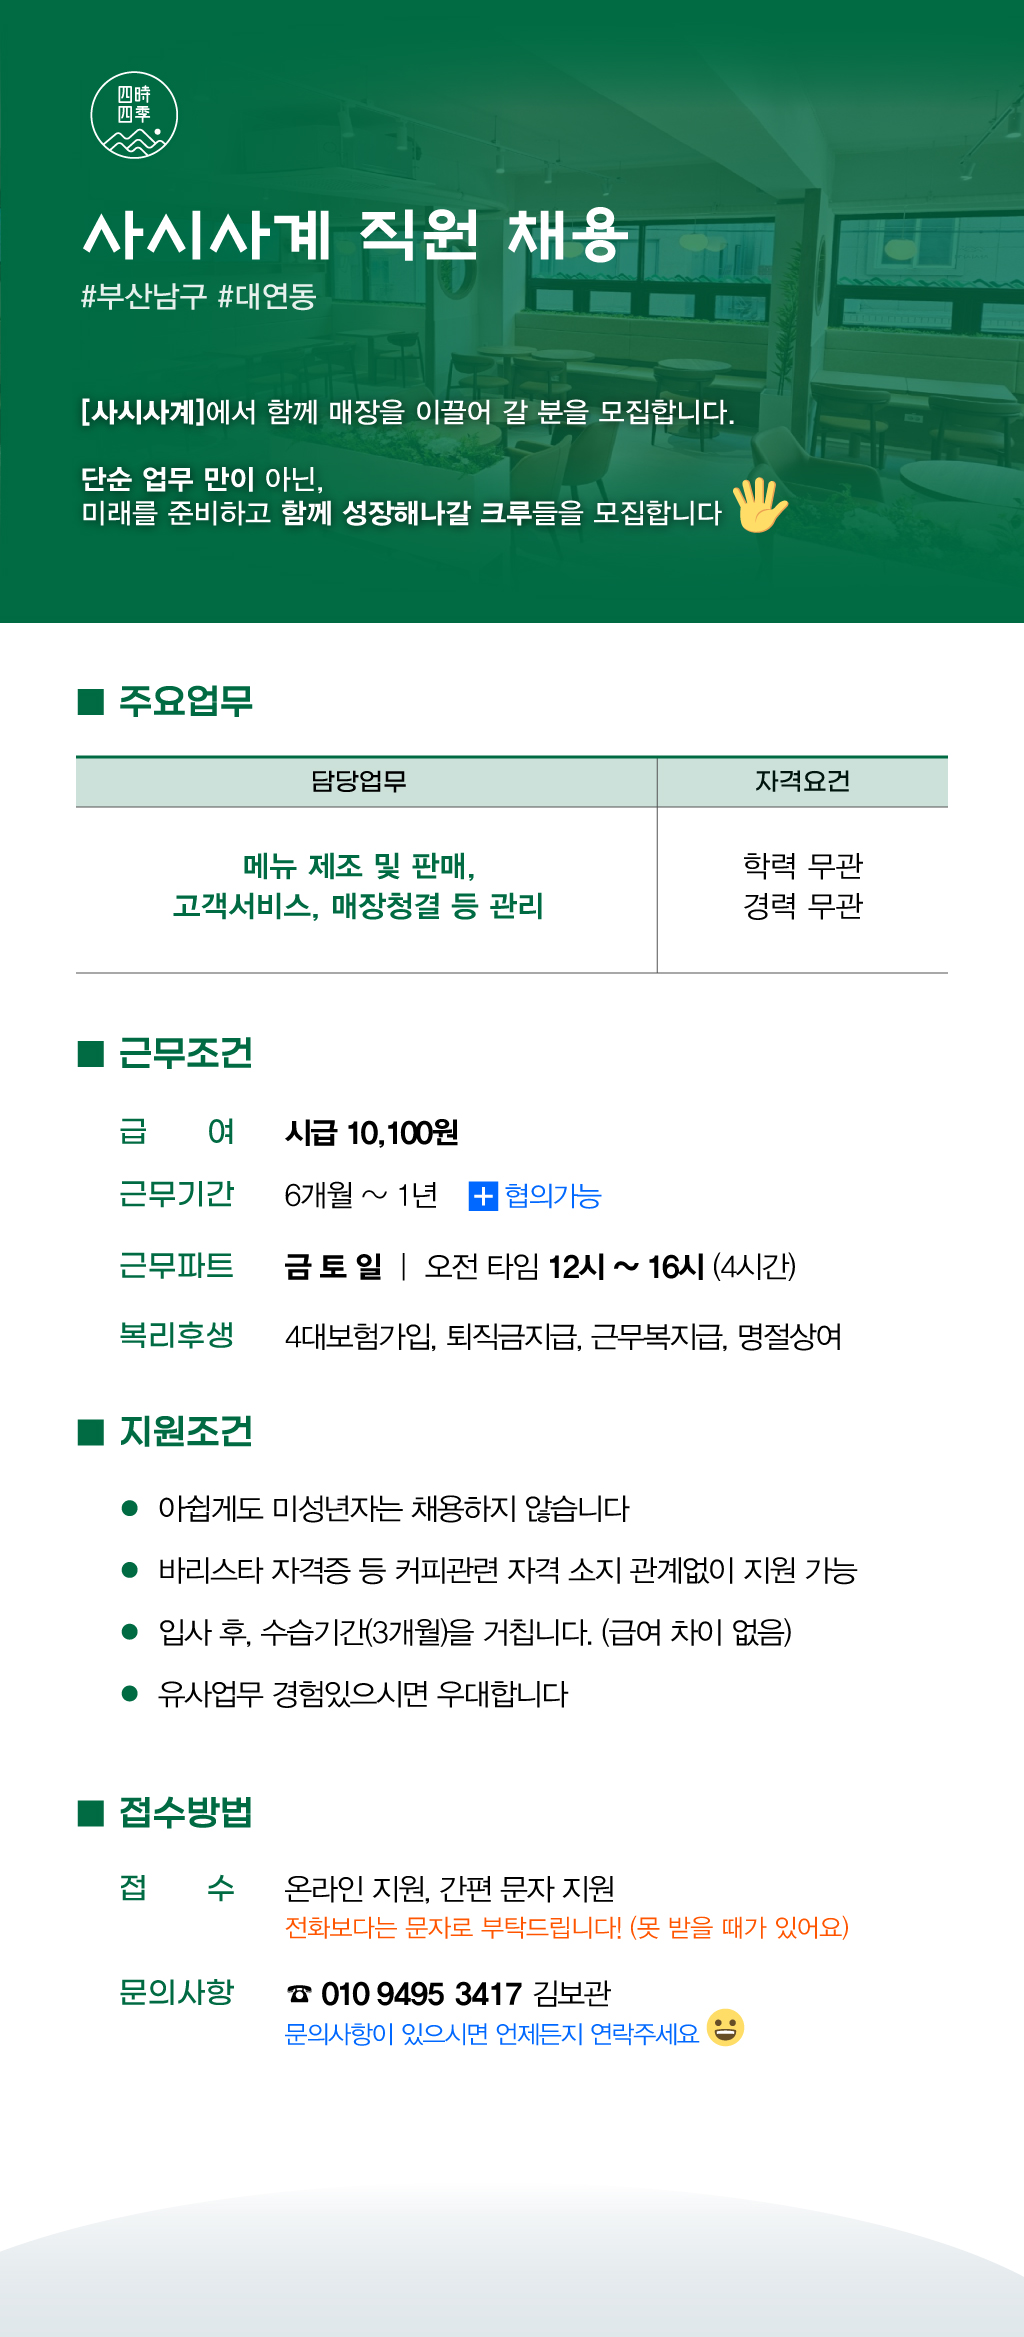 四時
四季
사시사계 직원 채용
#부산남구 #대연동
[사시사계]에서 함께 매장을 이끌어 갈 분을 모집합니다.
단순 업무 만이 아닌,
미래를 준비하고 함께 성장해나갈 크루들을 모집합니다 🖐
■ 주요업무
담당업무 자격요건
메뉴 제조 및 판매, 학력 무관
고객서비스, 매장청결 등 관리 경력 무관
■ 근무조건
급 여 시급 10,100원
근무기간 6개월 ~ 1년 ➕ 협의가능
근무파트 금 토 일 | 오전 타임 12시 ~ 16시 (4시간)
복리후생 4대보험가입, 퇴직금지급, 근무복지급, 명절상여
■ 지원조건
● 아쉽게도 미성년자는 채용하지 않습니다
● 바리스타 자격증 등 커피관련 자격 소지 관계없이 지원 가능
● 입사 후, 수습기간(3개월)을 거칩니다. (급여 차이 없음)
● 유사업무 경험있으시면 우대합니다
■ 접수방법
접 수 온라인 지원, 간편 문자 지원
전화보다는 문자로 부탁드립니다! (못 받을 때가 있어요)
문의사항 ☎ 010 9495 3417 김보관
문의사항이 있으시면 언제든지 연락주세요 😀